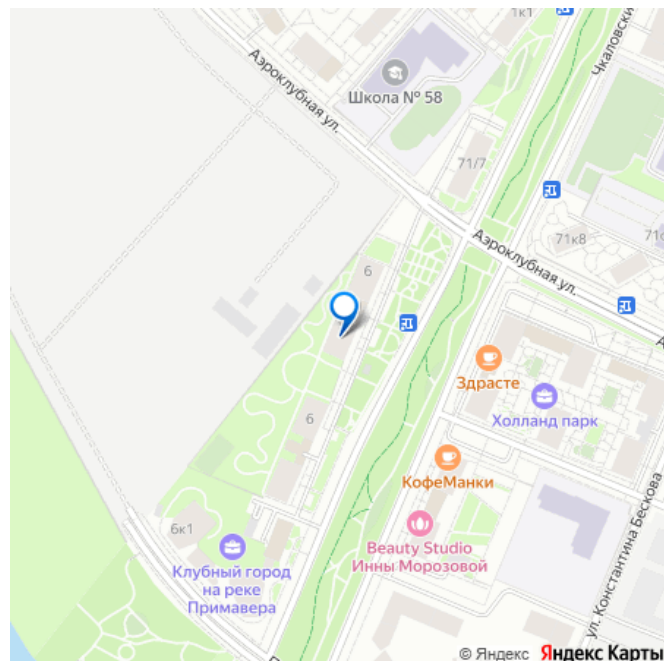 1к1
Чкаловски
Аэроклубная ул.
Школа № 58
71/7
71к8
71с
Аэроклубная ул.
А
6
Здрасте
Холланд парк
6
КофеМанки
6к1
Beauty Studio
Инны Морозовой
Клубный город
на реке
Примавера
ул. Константина Бескова
© Яндекс Яндекс Карты